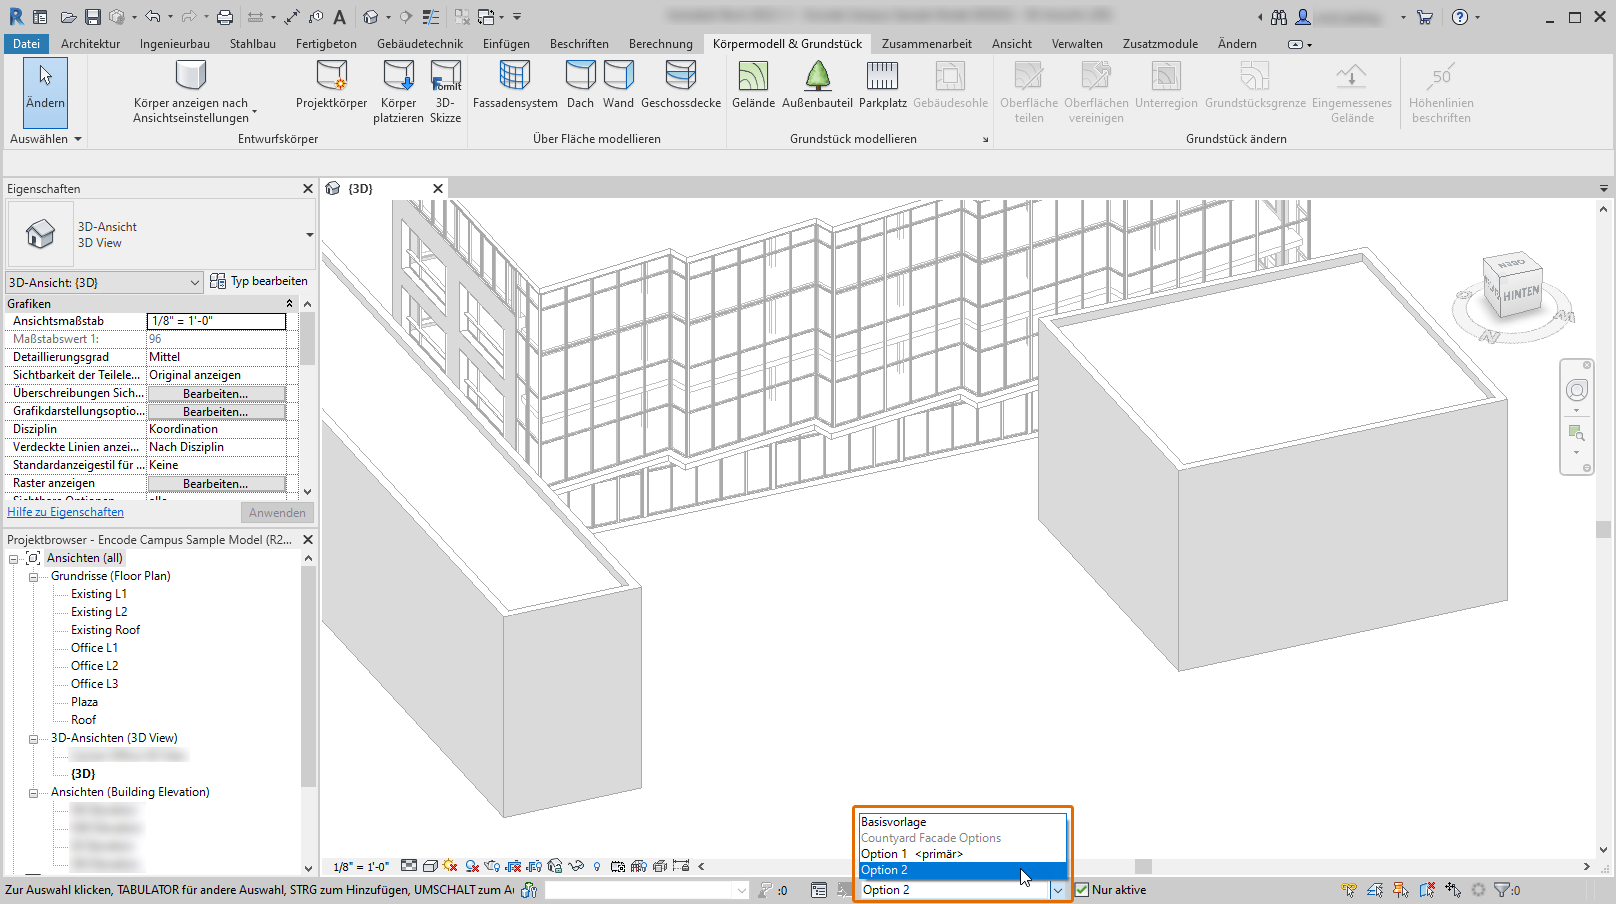 Datei Architektur Ingenieurbau Stahlbau Fertigbeton Gebäudetechnik Einfügen Beschriften Berechnung Körpermodell & Grundstück Zusammenarbeit Ansicht Verwalten Zusatzmodule Ändern
Ändern
Auswählen
Körper anzeigen nach
Ansichtseinstellungen
Projektkörper
Körper
platzieren
FormIt
3D-
Skizze
Entwurfskörper
Fassadensystem Dach Wand Geschossdecke
Über Fläche modellieren
Gelände Außenbauteil Parkplatz Gebäudesohle
Grundstück modellieren
Oberfläche
teilen
Oberflächen
vereinigen
Unterregion
Grundstücksgrenze
Eingemessenes
Gelände
50
Höhenlinien
beschriften
Grundstück ändern
Eigenschaften
3D-Ansicht
3D View
3D-Ansicht: {3D}
Typ bearbeiten
Grafiken
Ansichtsmaßstab 1/8" = 1'-0"
Maßstabswert 1: 96
Detaillierungsgrad Mittel
Sichtbarkeit der Teilele... Original anzeigen
Überschreibungen Sich... Bearbeiten...
Grafikdarstellungsoptio... Bearbeiten...
Disziplin Koordination
Verdeckte Linien anzei... Nach Disziplin
Standardanzeigestil für ... Keine
Raster anzeigen Bearbeiten...
Hilfe zu Eigenschaften
Anwenden
Projektbrowser - Encode Campus Sample Model (R2...
Ansichten (all)
Grundrisse (Floor Plan)
Existing L1
Existing L2
Existing Roof
Office L1
Office L2
Office L3
Plaza
Roof
3D-Ansichten (3D View)
{3D}
Ansichten (Building Elevation)
{3D}
OBEN
HINTEN
1/8" = 1'-0"
Basisvorlage
Countyard Facade Options
Option 1 <primär>
Option 2
Zur Auswahl klicken, TABULATOR für andere Auswahl, STRG zum Hinzufügen, UMSCHALT zum Au
:0
Option 2
Nur aktive
:0